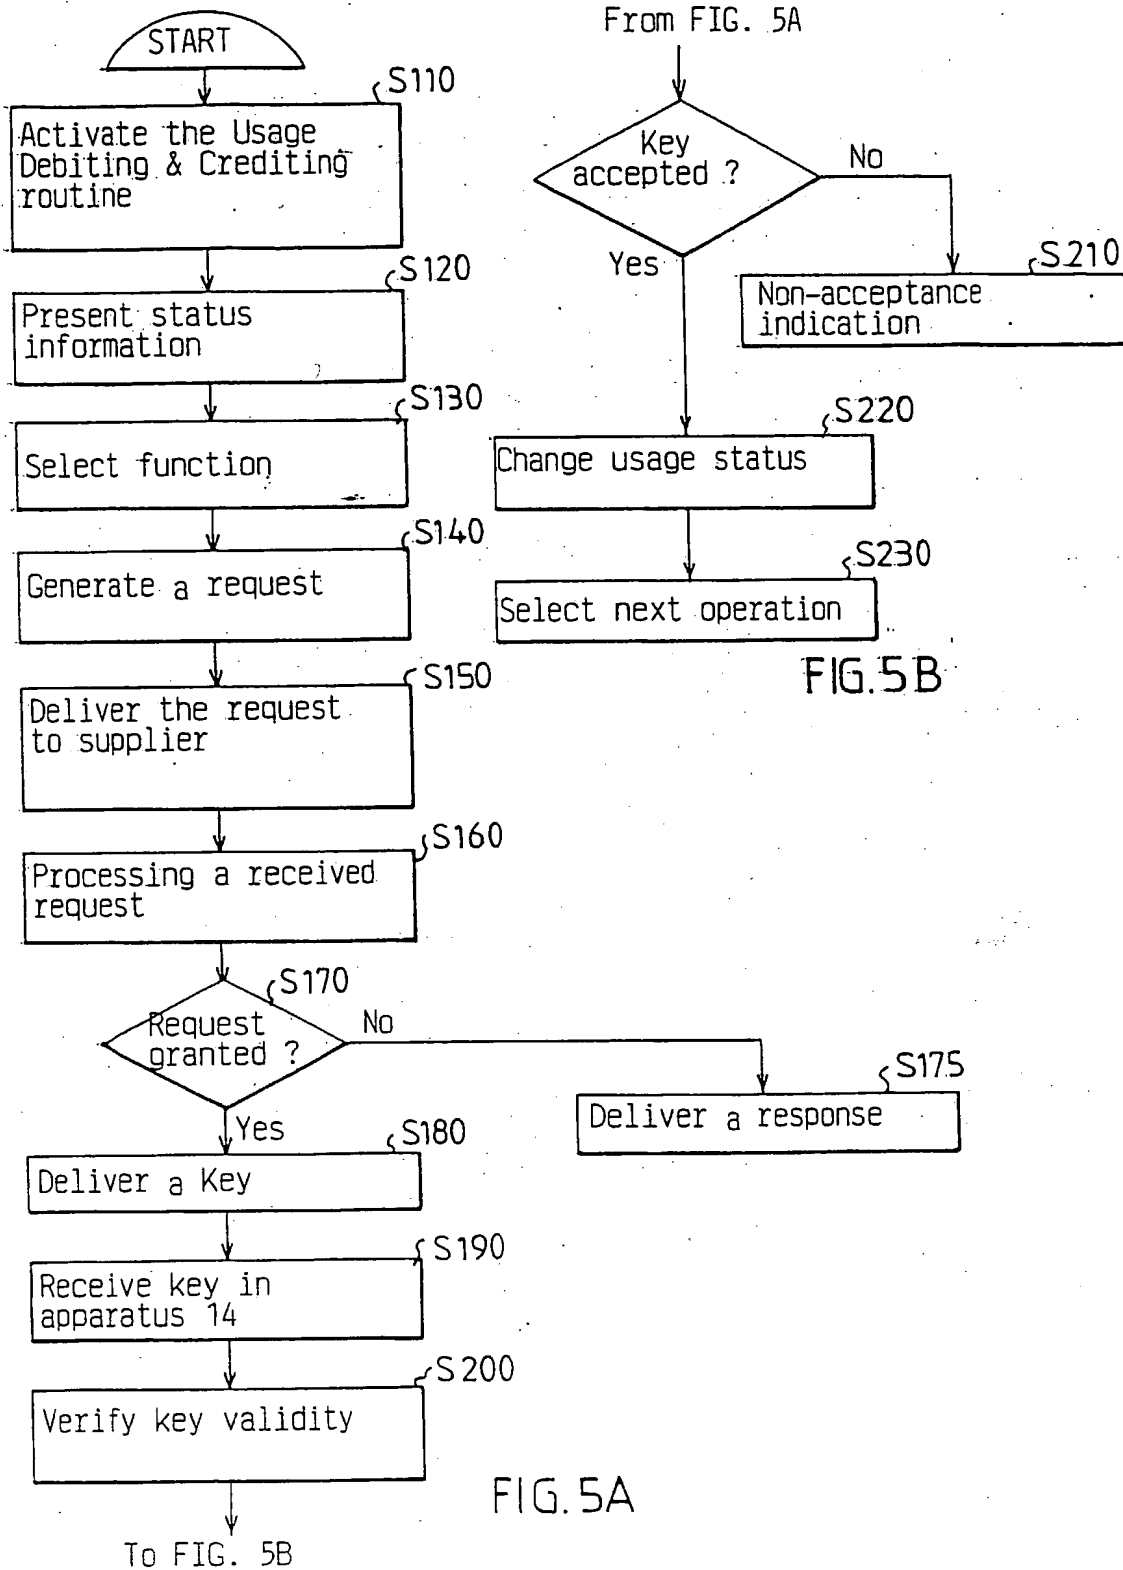 START
S110
Activate the Usage
Debiting & Crediting
routine
S120
Present status
information
S130
Select function
S140
Generate a request
S150
Deliver the request
to supplier
S160
Processing a received
request
S170
Request
granted ?
No
S175
Deliver a response
Yes
S180
Deliver a Key
S190
Receive key in
apparatus 14
S200
Verify key validity
To FIG. 5B
FIG. 5A
From FIG. 5A
Key
accepted ?
No
S210
Non-acceptance
indication
Yes
S220
Change usage status
S230
Select next operation
FIG. 5B